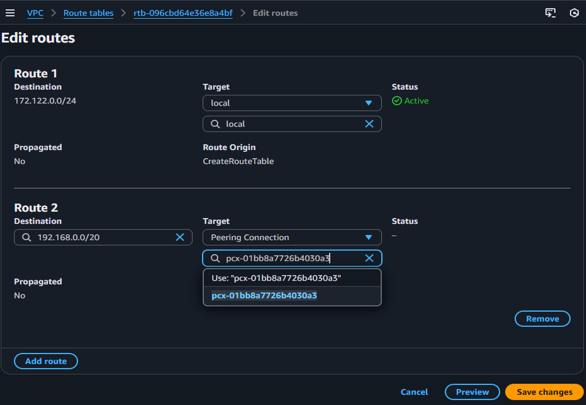 VPC > Route tables > rtb-096cbd64e36e8a4bf > Edit routes
Edit routes
Route 1
Destination Target Status
172.122.0.0/24 local Active
local
Propagated Route Origin
No CreateRouteTable
Route 2
Destination Target Status
192.168.0.0/20 Peering Connection –
pcx-01bb8a7726b4030a3
Use: "pcx-01bb8a7726b4030a3"
Propagated
No pcx-01bb8a7726b4030a3
Remove
Add route
Cancel Preview Save changes